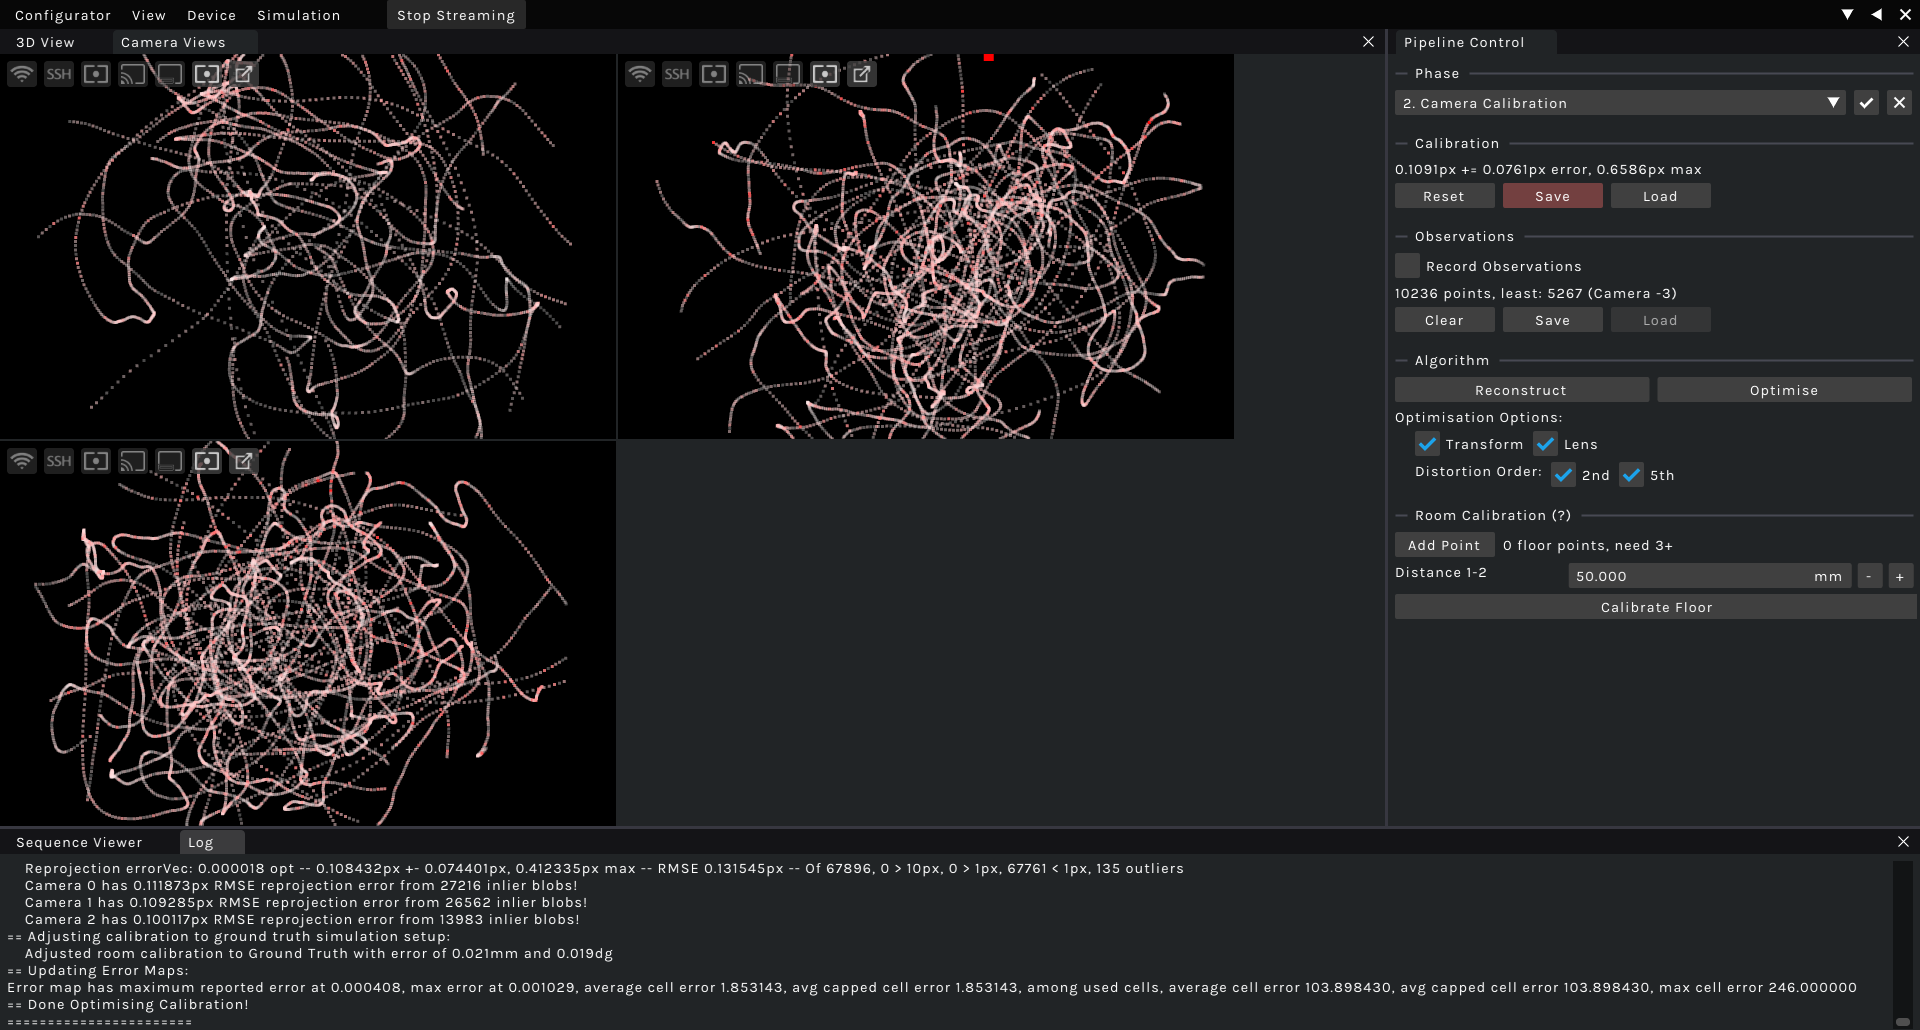 Configurator View Device Simulation Stop Streaming
3D View Camera Views
SSH
SSH
SSH
Pipeline Control
Phase
2. Camera Calibration
Calibration
0.1091px +- 0.0761px error, 0.6586px max
Reset Save Load
Observations
Record Observations
10236 points, least: 5267 (Camera -3)
Clear Save Load
Algorithm
Reconstruct Optimise
Optimisation Options:
Transform Lens
Distortion Order: 2nd 5th
Room Calibration (?)
Add Point 0 floor points, need 3+
Distance 1-2 50.000 mm - +
Calibrate Floor
Sequence Viewer Log
Reprojection errorVec: 0.000018 opt -- 0.108432px +- 0.074401px, 0.412335px max -- RMSE 0.131545px -- Of 67896, 0 > 10px, 0 > 1px, 67761 < 1px, 135 outliers
Camera 0 has 0.111873px RMSE reprojection error from 27216 inlier blobs!
Camera 1 has 0.109285px RMSE reprojection error from 26562 inlier blobs!
Camera 2 has 0.100117px RMSE reprojection error from 13983 inlier blobs!
== Adjusting calibration to ground truth simulation setup:
Adjusted room calibration to Ground Truth with error of 0.021mm and 0.019dg
== Updating Error Maps:
Error map has maximum reported error at 0.000408, max error at 0.001029, average cell error 1.853143, avg capped cell error 1.853143, among used cells, average cell error 103.898430, avg capped cell error 103.898430, max cell error 246.000000
== Done Optimising Calibration!
=======================